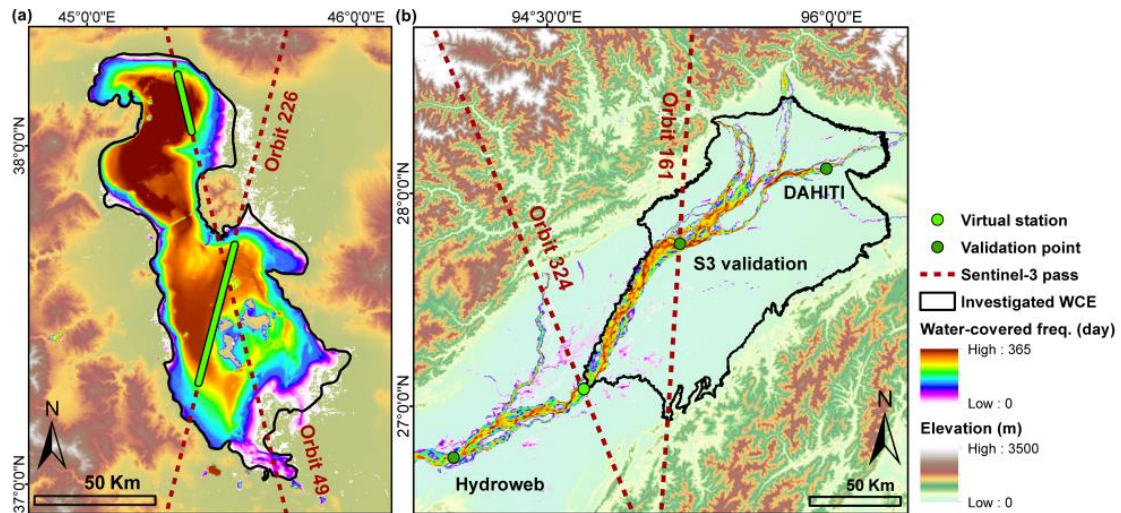 (a)
45°0'0"E
46°0'0"E
38°0'0"N
37°0'0"N
Orbit 226
Orbit 49
N
50 Km
(b)
94°30'0"E
96°0'0"E
28°0'0"N
27°0'0"N
Orbit 161
Orbit 324
DAHITI
S3 validation
Hydroweb
N
50 Km
Virtual station
Validation point
Sentinel-3 pass
Investigated WCE
Water-covered freq. (day)
High : 365
Low : 0
Elevation (m)
High : 3500
Low : 0